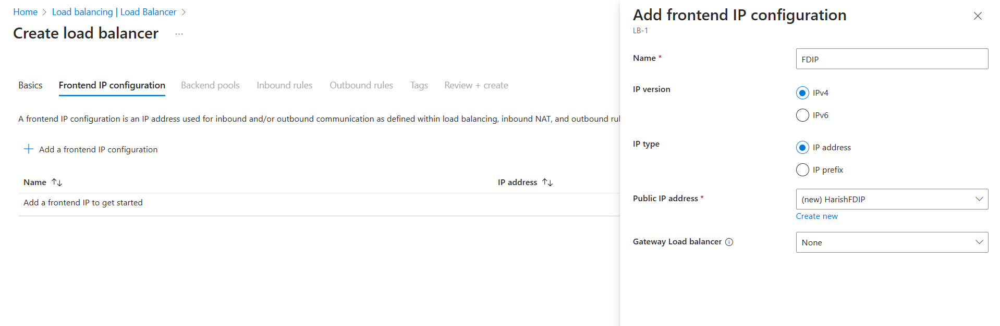 Home > Load balancing | Load Balancer >
Create load balancer ...
Basics Frontend IP configuration Backend pools Inbound rules Outbound rules Tags Review + create
A frontend IP configuration is an IP address used for inbound and/or outbound communication as defined within load balancing, inbound NAT, and outbound rul
+ Add a frontend IP configuration
Name ↑↓ IP address ↑↓
Add a frontend IP to get started
Add frontend IP configuration
LB-1
Name * FDIP
IP version IPv4
IPv6
IP type IP address
IP prefix
Public IP address * (new) HarishFDIP
Create new
Gateway Load balancer None